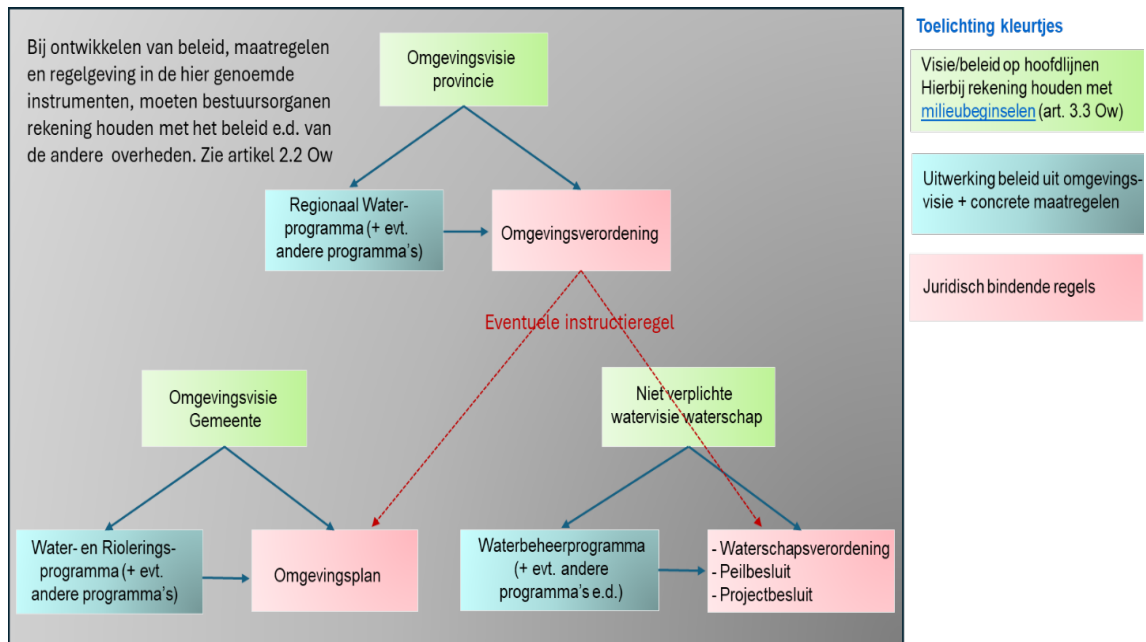 Bij ontwikkelen van beleid, maatregelen
en regelgeving in de hier genoemde
instrumenten, moeten bestuursorganen
rekening houden met het beleid e.d. van
de andere overheden. Zie artikel 2.2 Ow
Omgevingsvisie
provincie
Regionaal Water-
programma (+ evt.
andere programma’s)
Omgevingsverordening
Eventuele instructieregel
Omgevingsvisie
Gemeente
Niet verplichte
watervisie waterschap
Water- en Riolerings-
programma (+ evt.
andere programma’s)
Omgevingsplan
Waterbeheerprogramma
(+ evt. andere
programma’s e.d.)
- Waterschapsverordening
- Peilbesluit
- Projectbesluit
Toelichting kleurtjes
Visie/beleid op hoofdlijnen
Hierbij rekening houden met
milieubeginselen (art. 3.3 Ow)
Uitwerking beleid uit omgevings-
visie + concrete maatregelen
Juridisch bindende regels